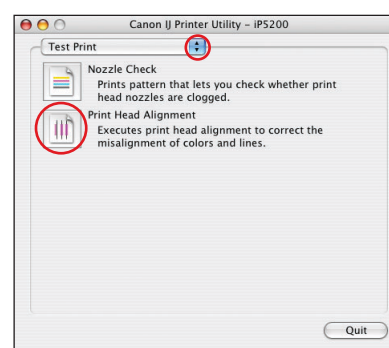 Canon IJ Printer Utility – iP5200
Test Print
Nozzle Check
Prints pattern that lets you check whether print
head nozzles are clogged.
Print Head Alignment
Executes print head alignment to correct the
misalignment of colors and lines.
Quit